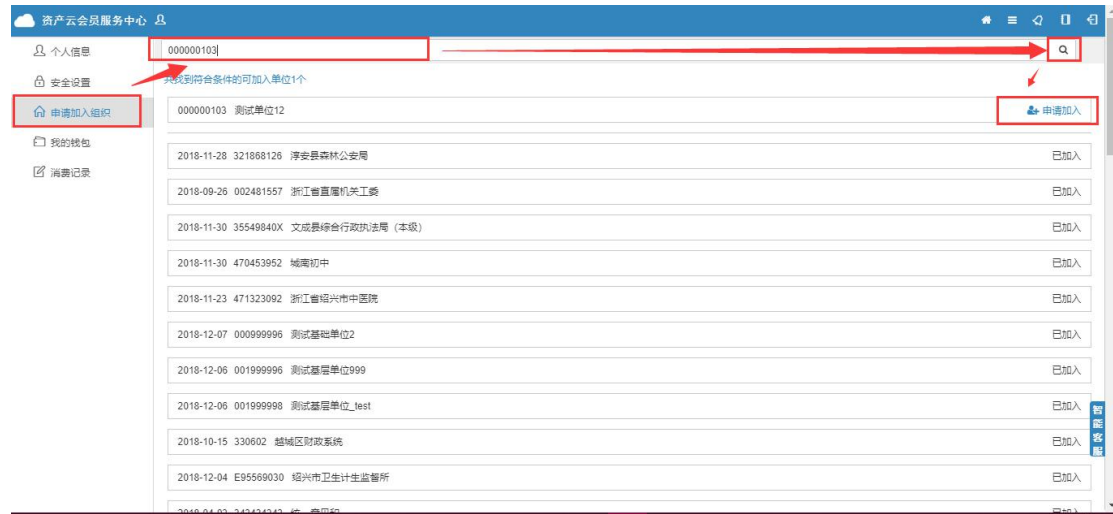 资产云会员服务中心
个人信息
安全设置
申请加入组织
我的钱包
消费记录
000000103
共找到符合条件的可加入单位1个
000000103 测试单位12 申请加入
2018-11-28 321868126 淳安县森林公安局 已加入
2018-09-26 002481557 浙江省直属机关工委 已加入
2018-11-30 35549840X 文成县综合行政执法局（本级） 已加入
2018-11-30 470453952 城南初中 已加入
2018-11-23 471323092 浙江省绍兴市中医院 已加入
2018-12-07 000999996 测试基础单位2 已加入
2018-12-06 001999996 测试基层单位999 已加入
2018-12-06 001999998 测试基层单位_test 已加入
2018-10-15 330602 越城区财政系统 已加入
2018-12-04 E95569030 绍兴市卫生计生监督所 已加入
智能客服